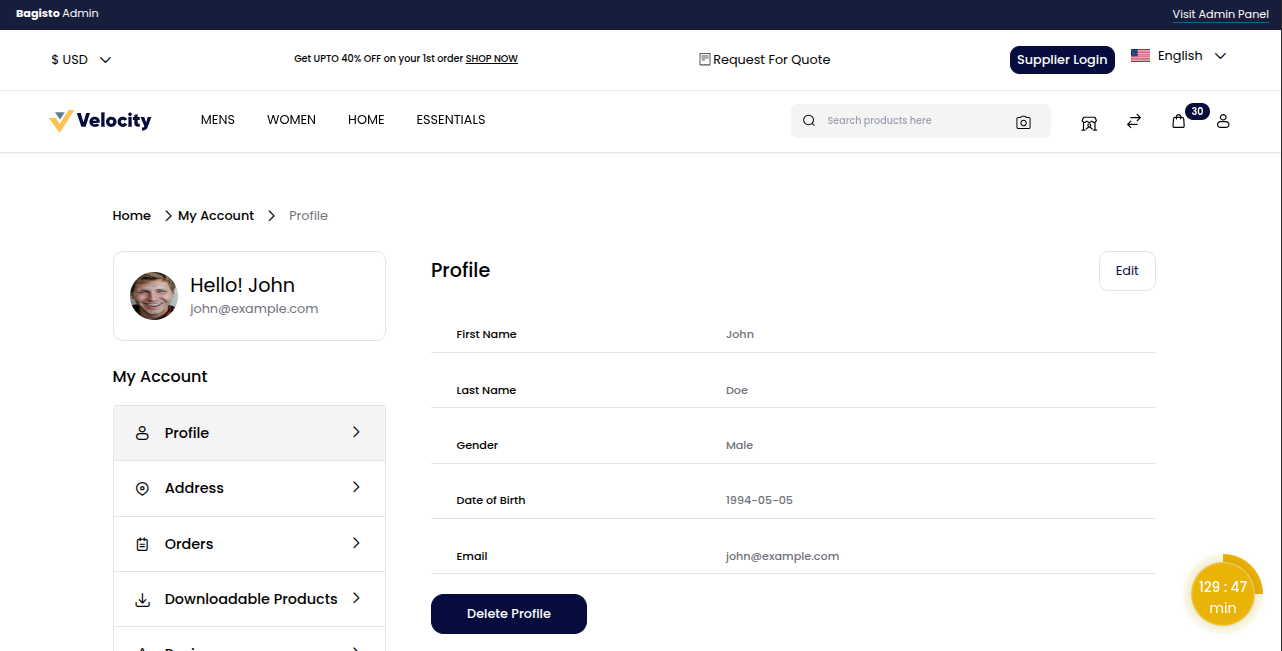 Bagisto Admin
Visit Admin Panel
$ USD
Get UPTO 40% OFF on your 1st order SHOP NOW
Request For Quote
Supplier Login
English
Velocity
MENS
WOMEN
HOME
ESSENTIALS
Search products here
30
Home
My Account
Profile
Hello! John
john@example.com
My Account
Profile
Address
Orders
Downloadable Products
Profile
Edit
First Name
John
Last Name
Doe
Gender
Male
Date of Birth
1994-05-05
Email
john@example.com
Delete Profile
129 : 47
min